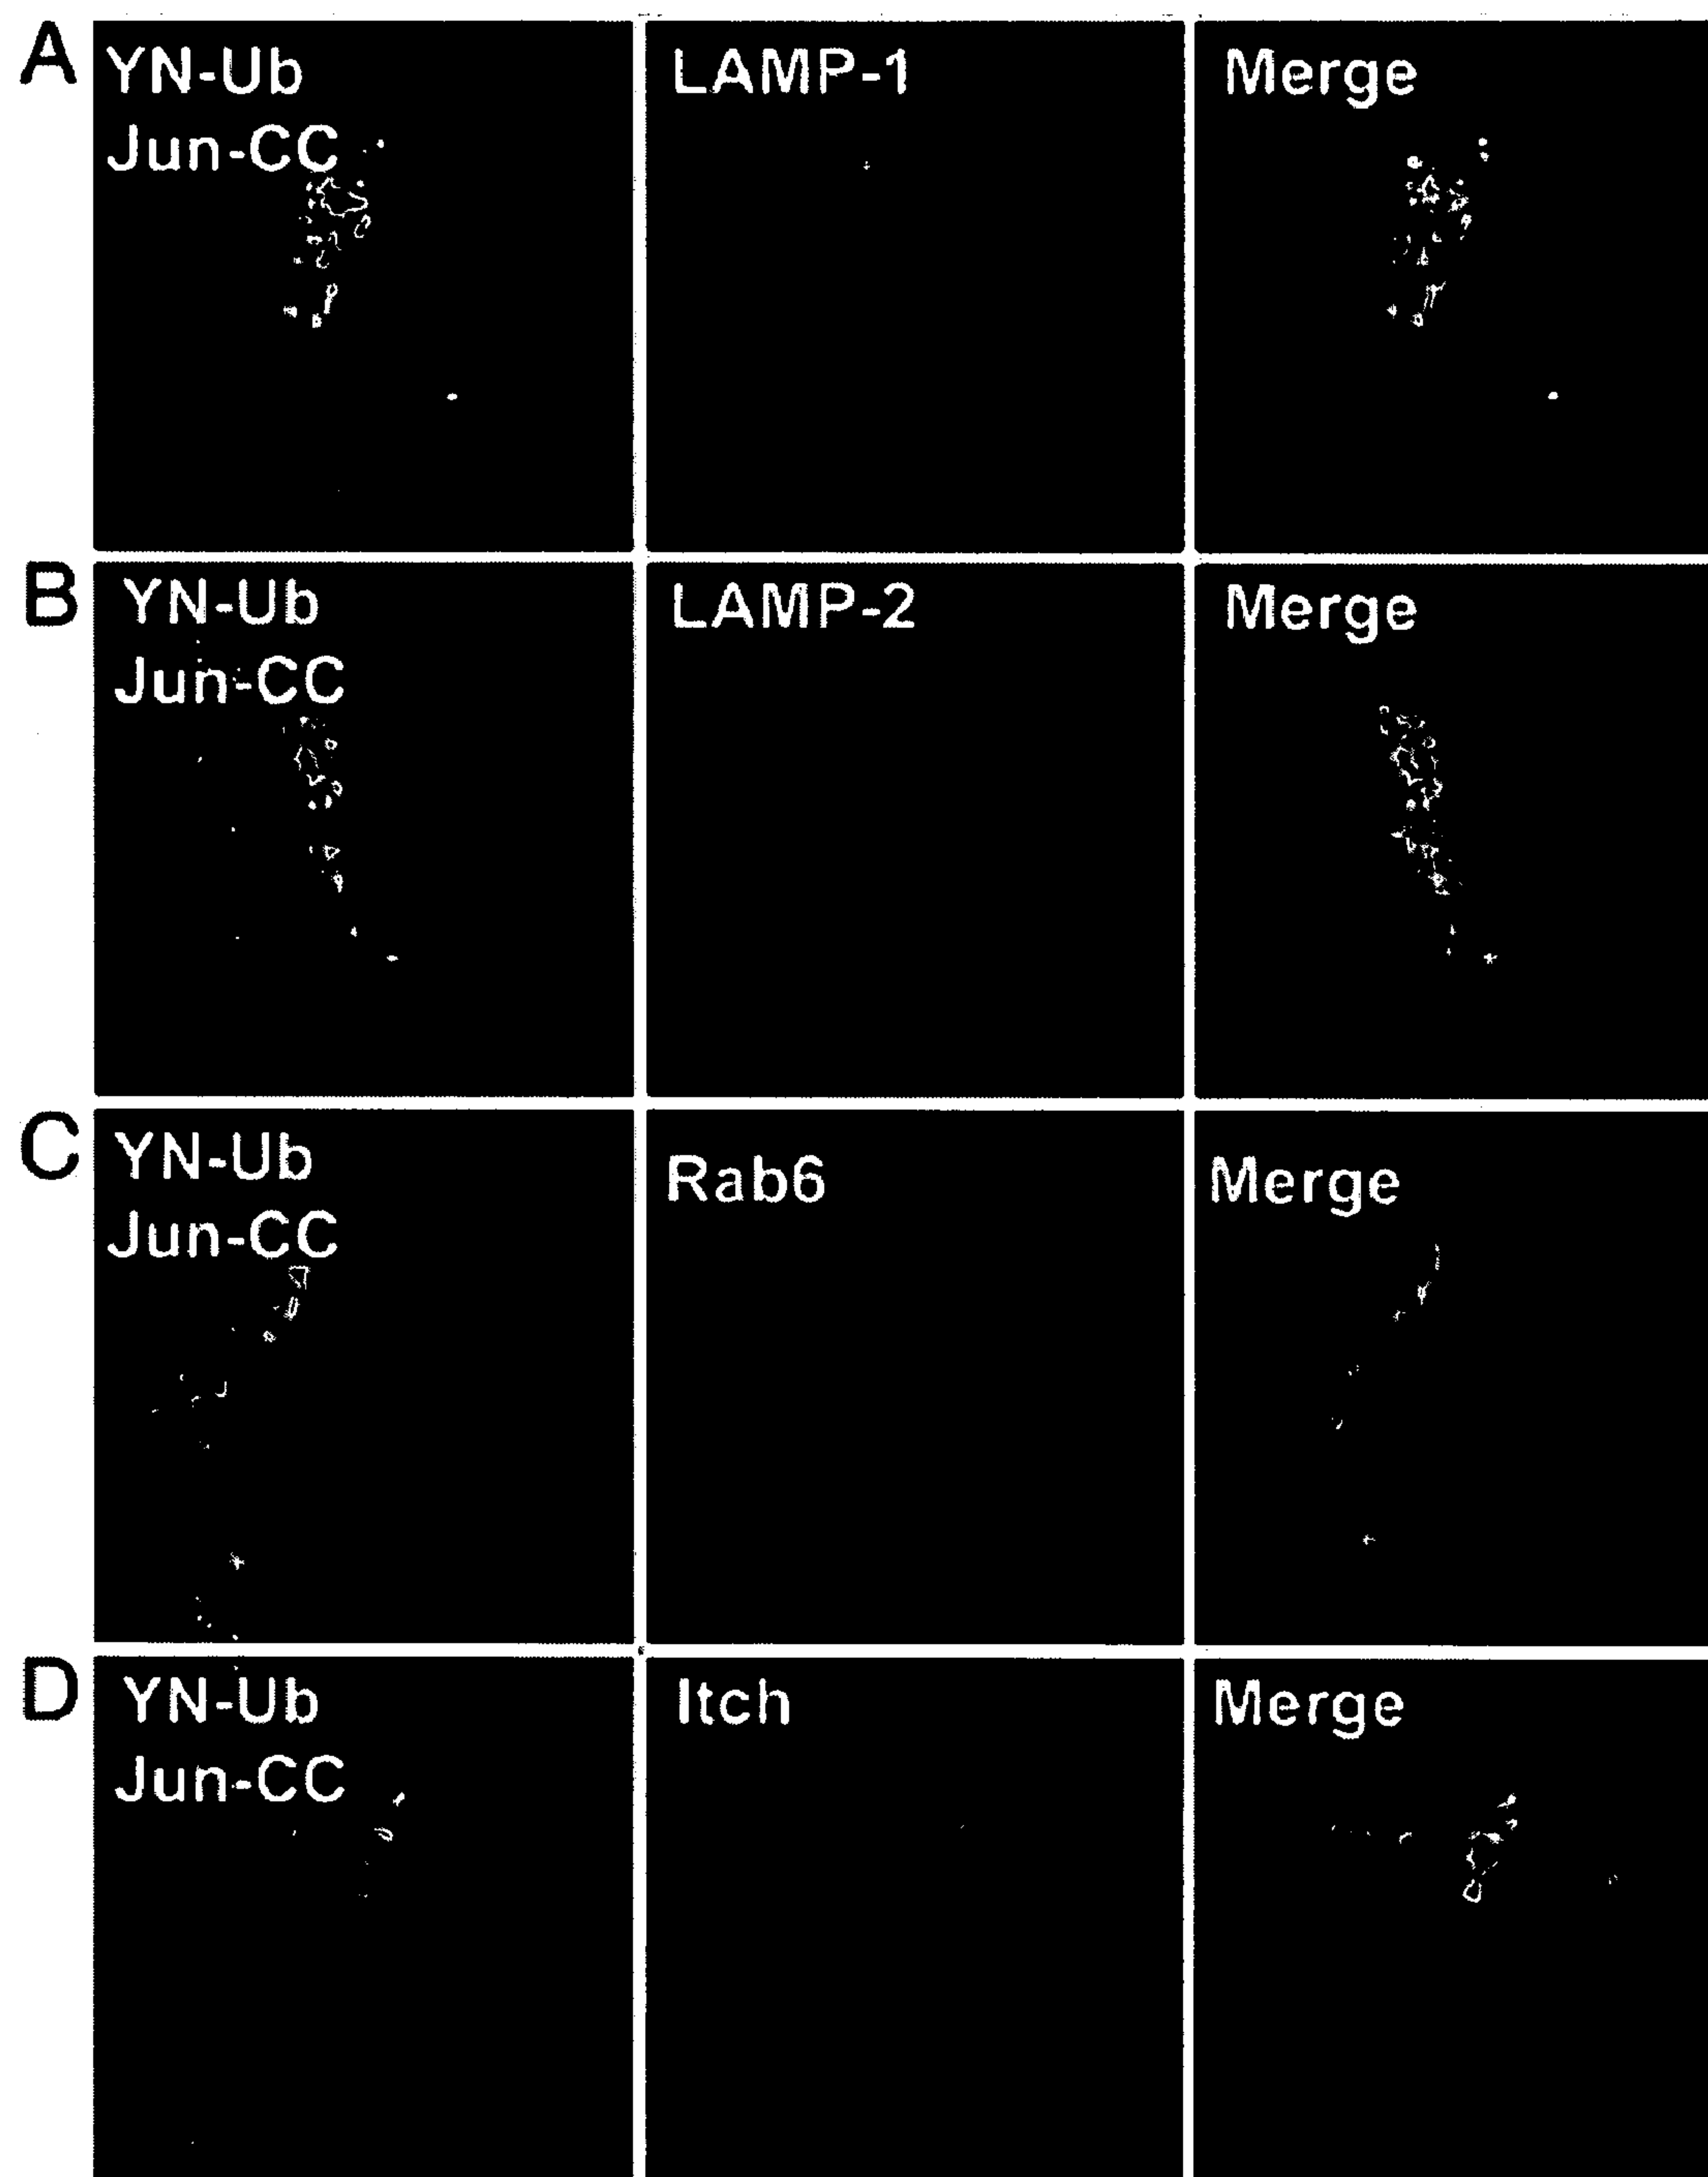 A
YN-Ub
Jun-CC
LAMP-1
Merge
B
YN-Ub
Jun-CC
LAMP-2
Merge
C
YN-Ub
Jun-CC
Rab6
Merge
D
YN-Ub
Jun-CC
Itch
Merge